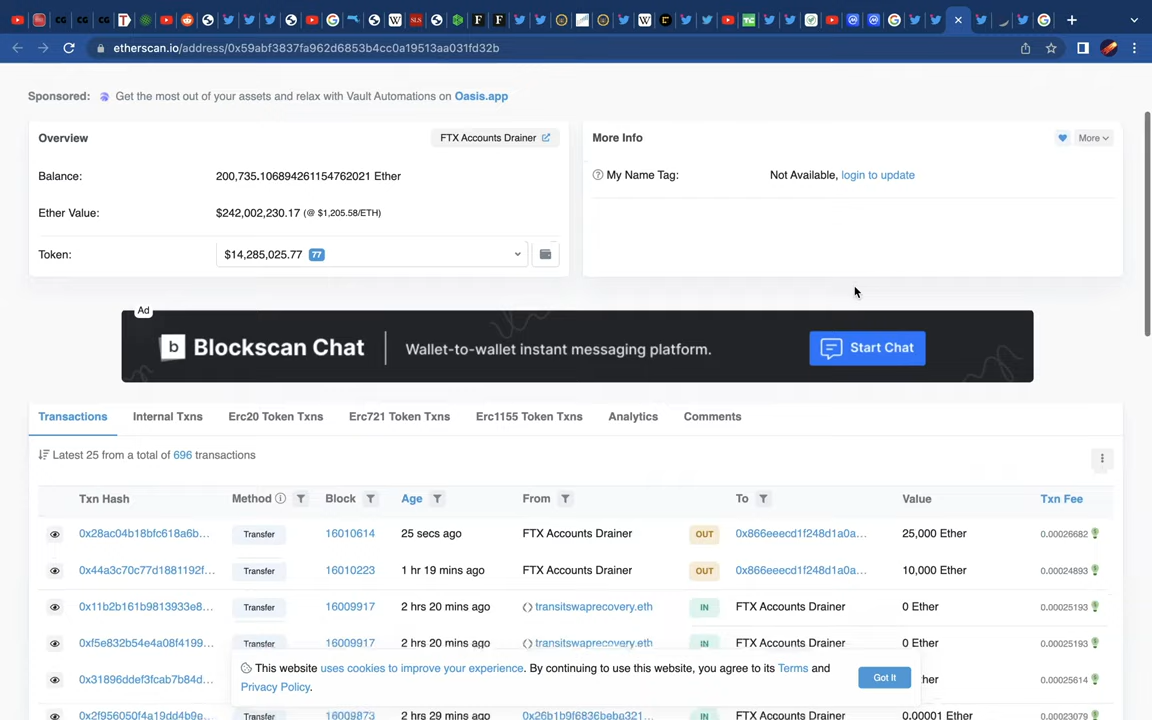 etherscan.io/address/0x59abf3837fa962d6853b4cc0a19513aa031fd32b
Sponsored: Get the most out of your assets and relax with Vault Automations on Oasis.app
Overview
FTX Accounts Drainer
Balance: 200,735.106894261154762021 Ether
Ether Value: $242,002,230.17 (@ $1,205.58/ETH)
Token: $14,285,025.77 77
More Info
More
My Name Tag: Not Available, login to update
Ad
b Blockscan Chat Wallet-to-wallet instant messaging platform. Start Chat
Transactions Internal Txns Erc20 Token Txns Erc721 Token Txns Erc1155 Token Txns Analytics Comments
Latest 25 from a total of 696 transactions
Txn Hash Method Block Age From To Value Txn Fee
0x28ac04b18bfc618a6b... Transfer 16010614 25 secs ago FTX Accounts Drainer OUT 0x866eeecd1f248d1a0a... 25,000 Ether 0.00026682
0x44a3c70c77d1881192f... Transfer 16010223 1 hr 19 mins ago FTX Accounts Drainer OUT 0x866eeecd1f248d1a0a... 10,000 Ether 0.00024893
0x11b2b161b9813933e8... Transfer 16009917 2 hrs 20 mins ago transitswaprecovery.eth IN FTX Accounts Drainer 0 Ether 0.00025193
0xf5e832b54e4a08f4199... Transfer 16009917 2 hrs 20 mins ago transitswaprecovery.eth IN FTX Accounts Drainer 0 Ether 0.00025193
0x31896ddef3fcab7b84d... 0.00025614
This website uses cookies to improve your experience. By continuing to use this website, you agree to its Terms and
Privacy Policy.
Got It
0x2f956050f4a19dd4b9e... Transfer 16009873 2 hrs 29 mins ago 0x26b1b9f6836beba321... IN FTX Accounts Drainer 0.00001 Ether 0.00023079